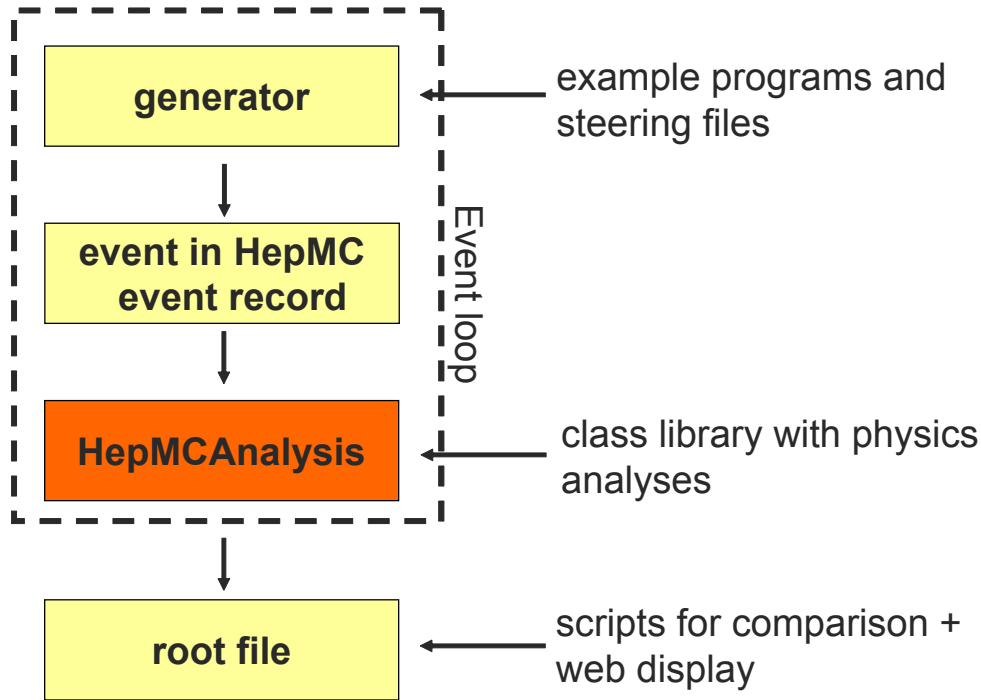 generator
example programs and
steering files
event in HepMC
event record
Event loop
HepMCAnalysis
class library with physics
analyses
root file
scripts for comparison +
web display